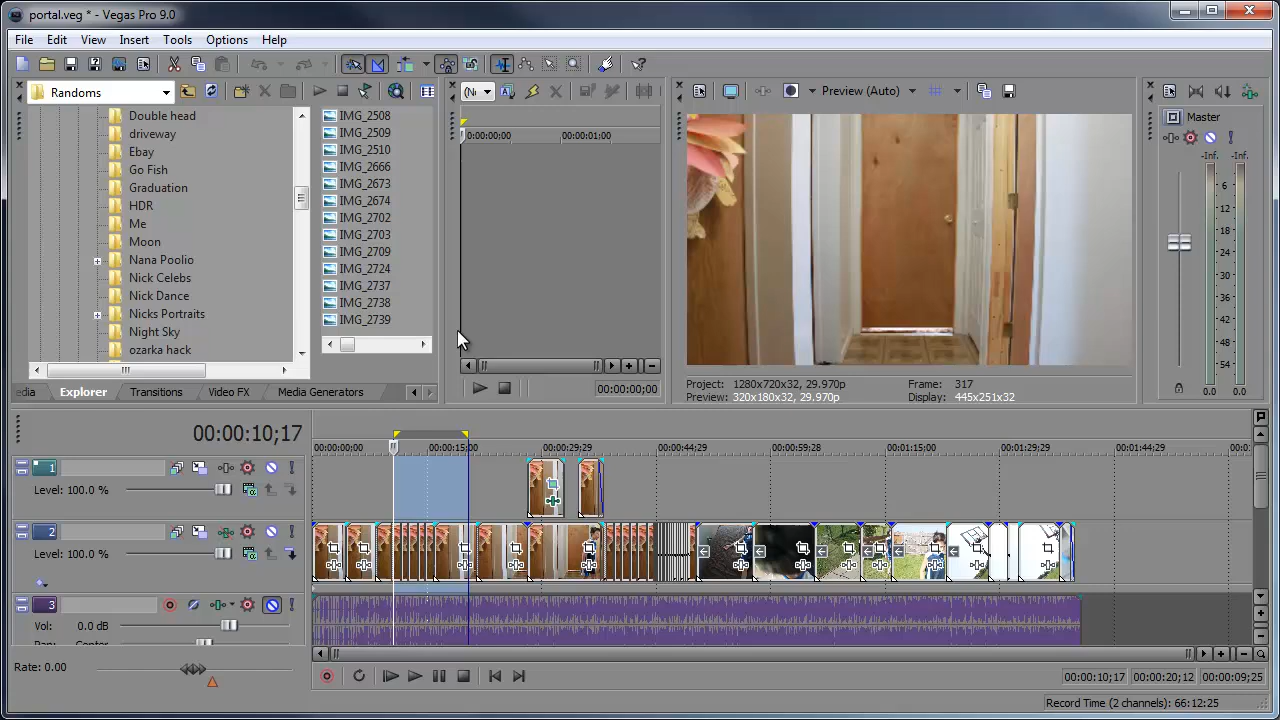 portal.veg * - Vegas Pro 9.0
File Edit View Insert Tools Options Help
Randoms
Preview (Auto)
Master
Double head
driveway
Ebay
Go Fish
Graduation
HDR
Me
Moon
Nana Poolio
Nick Celebs
Nick Dance
Nicks Portraits
Night Sky
ozarka hack
IMG_2508
IMG_2509
IMG_2510
IMG_2666
IMG_2673
IMG_2674
IMG_2702
IMG_2703
IMG_2709
IMG_2724
IMG_2737
IMG_2738
IMG_2739
0:00:00;00 00:00:01;00
-Inf. -Inf.
6
12
18
24
30
36
42
48
54
0.0 0.0
Explorer Transitions Video FX Media Generators
00:00:00;00
Project: 1280x720x32, 29.970p Frame: 317
Preview: 320x180x32, 29.970p Display: 445x251x32
00:00:10;17
00:00:00;00 00:00:15;00 00:00:29;29 00:00:44;29 00:00:59;28 00:01:15;00 00:01:29;29 00:01:44;29
1
Level: 100.0 %
2
Level: 100.0 %
3
Vol: 0.0 dB
Pan: Center
Rate: 0.00
00:00:10;17 00:00:20;12 00:00:09;25
Record Time (2 channels): 66:12:25